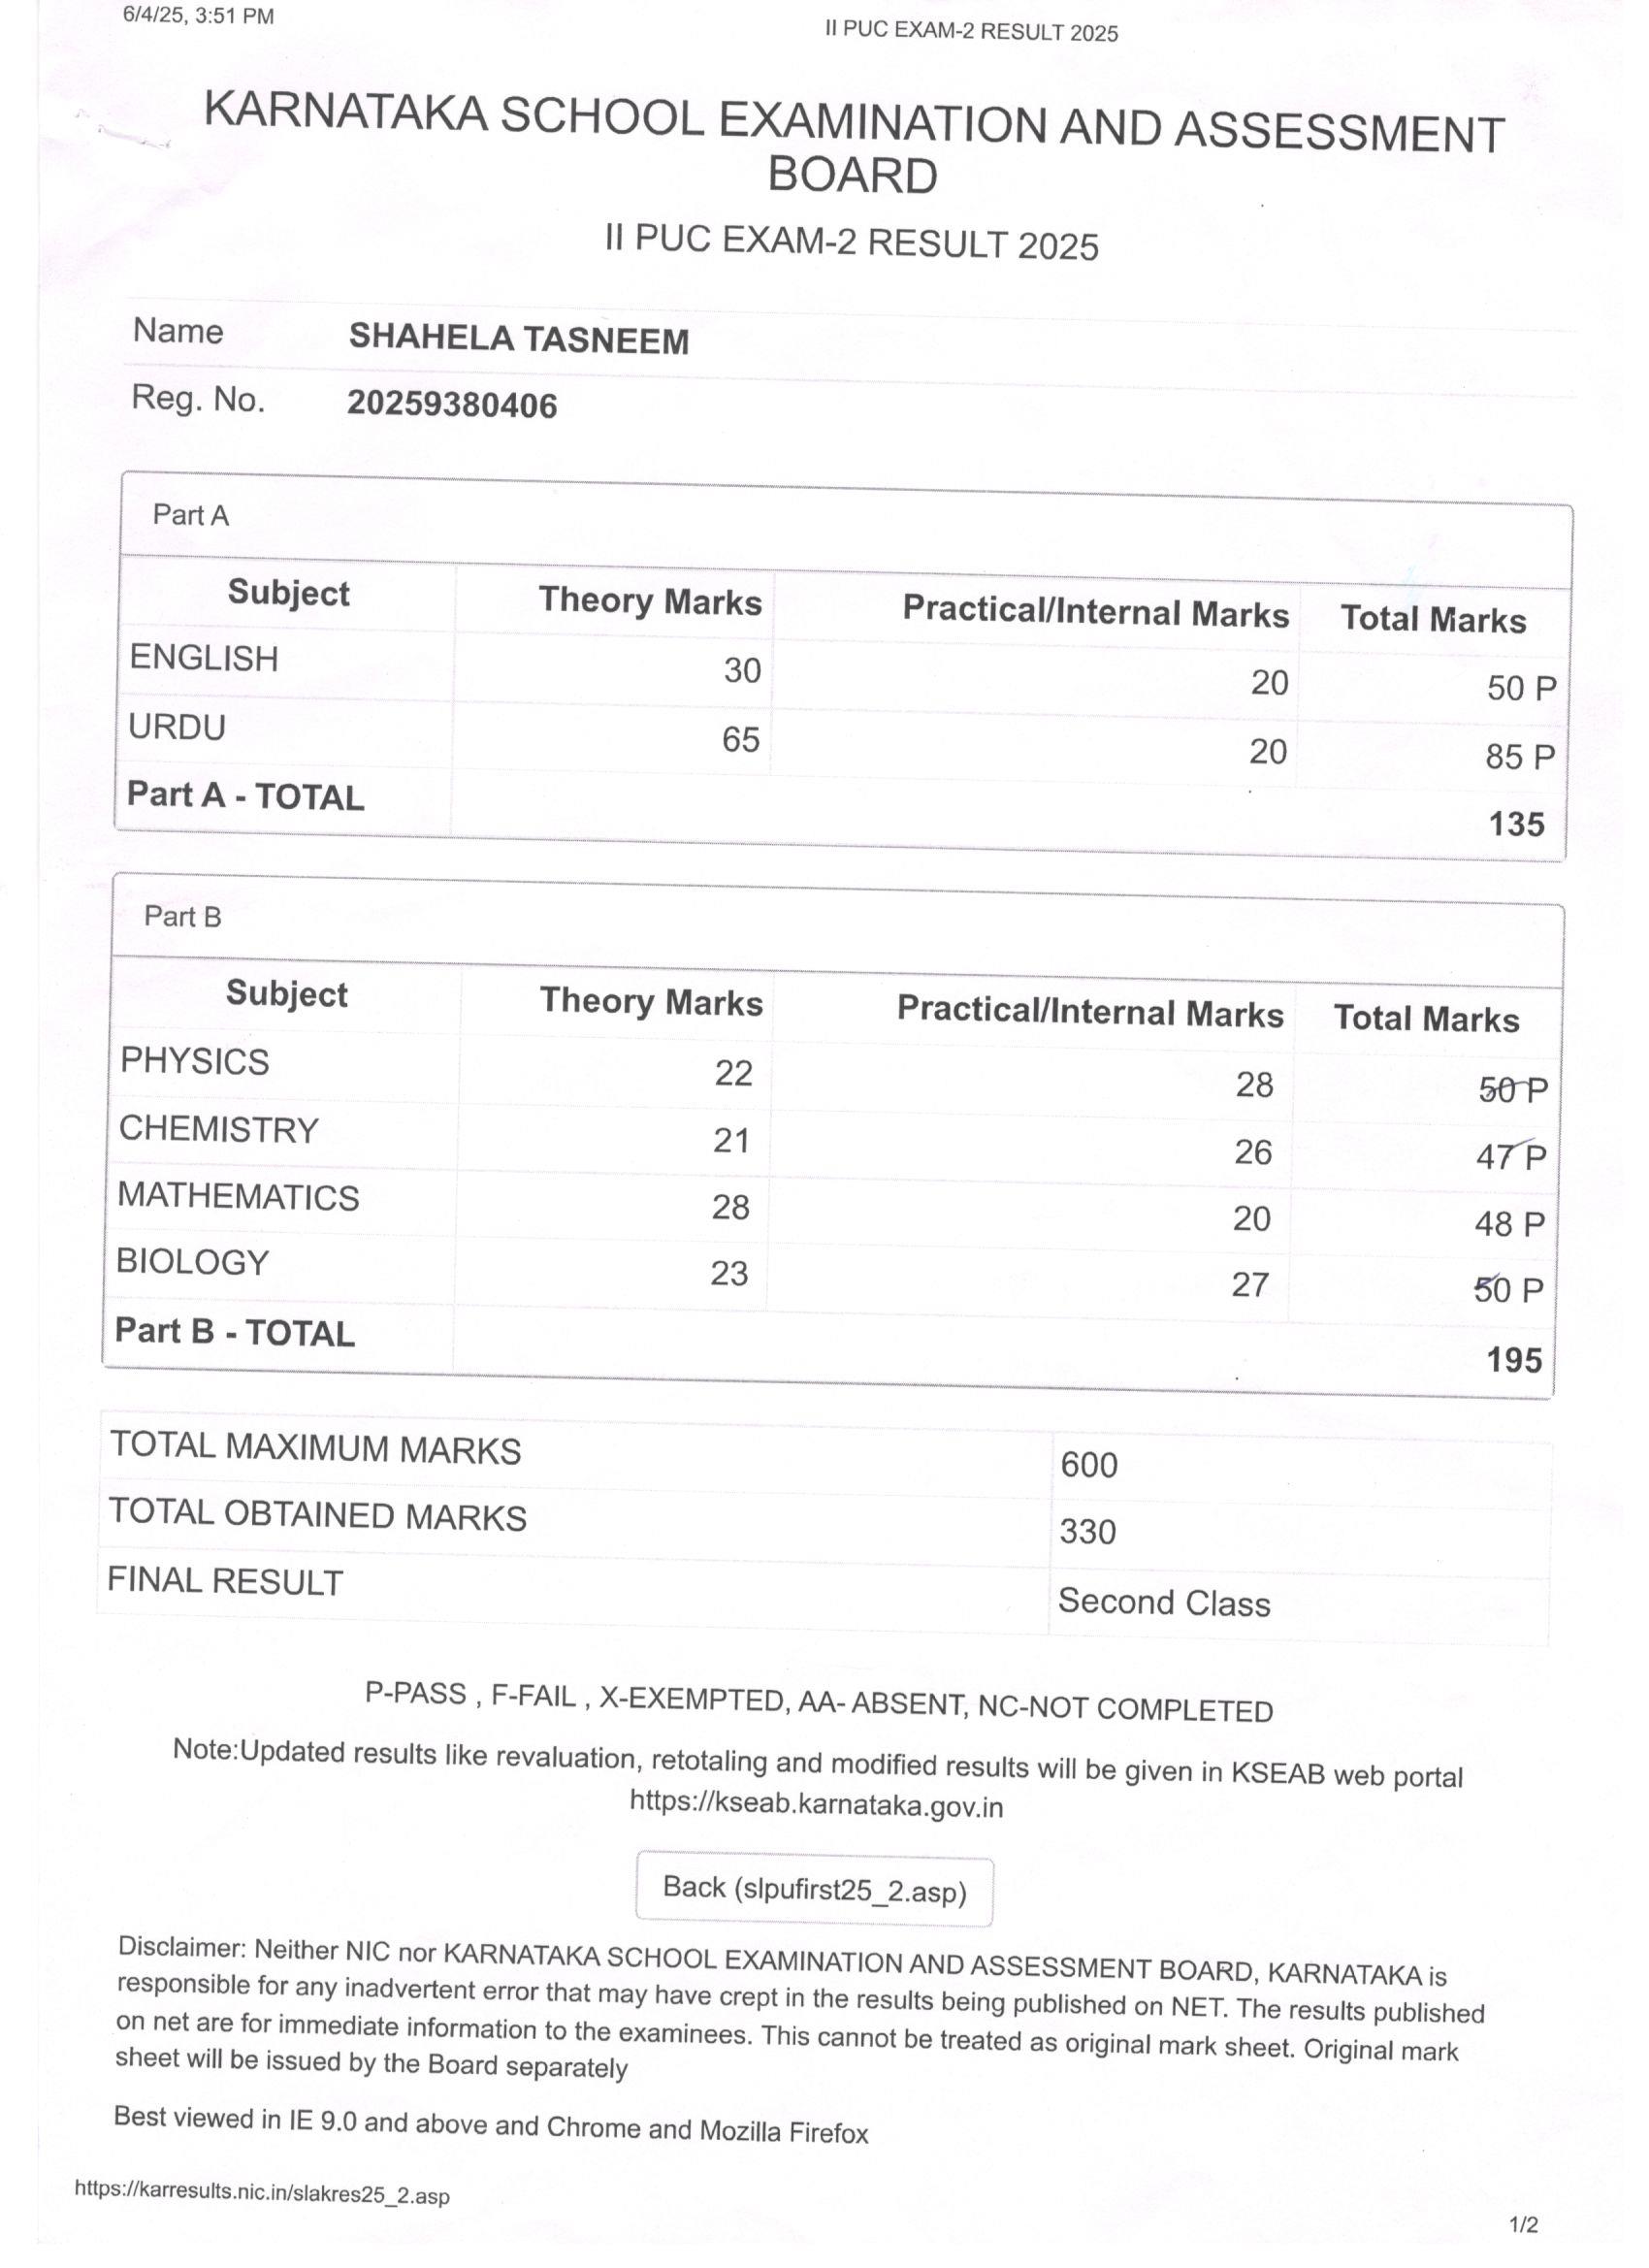 6/4/25, 3:51 PM
II PUC EXAM-2 RESULT 2025
KARNATAKA SCHOOL EXAMINATION AND ASSESSMENT
BOARD
II PUC EXAM-2 RESULT 2025
Name SHAHELA TASNEEM
Reg. No. 20259380406
Part A
Subject Theory Marks Practical/Internal Marks Total Marks
ENGLISH 30 20 50 P
URDU 65 20 85 P
Part A - TOTAL 135
Part B
Subject Theory Marks Practical/Internal Marks Total Marks
PHYSICS 22 28 50 P
CHEMISTRY 21 26 47 P
MATHEMATICS 28 20 48 P
BIOLOGY 23 27 50 P
Part B - TOTAL 195
TOTAL MAXIMUM MARKS 600
TOTAL OBTAINED MARKS 330
FINAL RESULT Second Class
P-PASS , F-FAIL , X-EXEMPTED, AA- ABSENT, NC-NOT COMPLETED
Note:Updated results like revaluation, retotaling and modified results will be given in KSEAB web portal
https://kseab.karnataka.gov.in
Back (slpufirst25_2.asp)
Disclaimer: Neither NIC nor KARNATAKA SCHOOL EXAMINATION AND ASSESSMENT BOARD, KARNATAKA is
responsible for any inadvertent error that may have crept in the results being published on NET. The results published
on net are for immediate information to the examinees. This cannot be treated as original mark sheet. Original mark
sheet will be issued by the Board separately
Best viewed in IE 9.0 and above and Chrome and Mozilla Firefox
https://karresults.nic.in/slakres25_2.asp
1/2